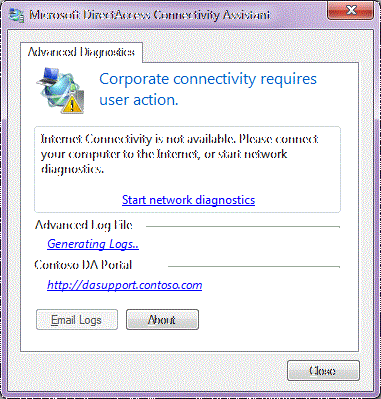 Microsoft DirectAccess Connectivity Assistant
Advanced Diagnostics
Corporate connectivity requires
user action.
Internet Connectivity is not available. Please connect
your computer to the Internet, or start network
diagnostics.
Start network diagnostics
Advanced Log File
Generating Logs..
Contoso DA Portal
http://dasupport.contoso.com
Email Logs
About
Close